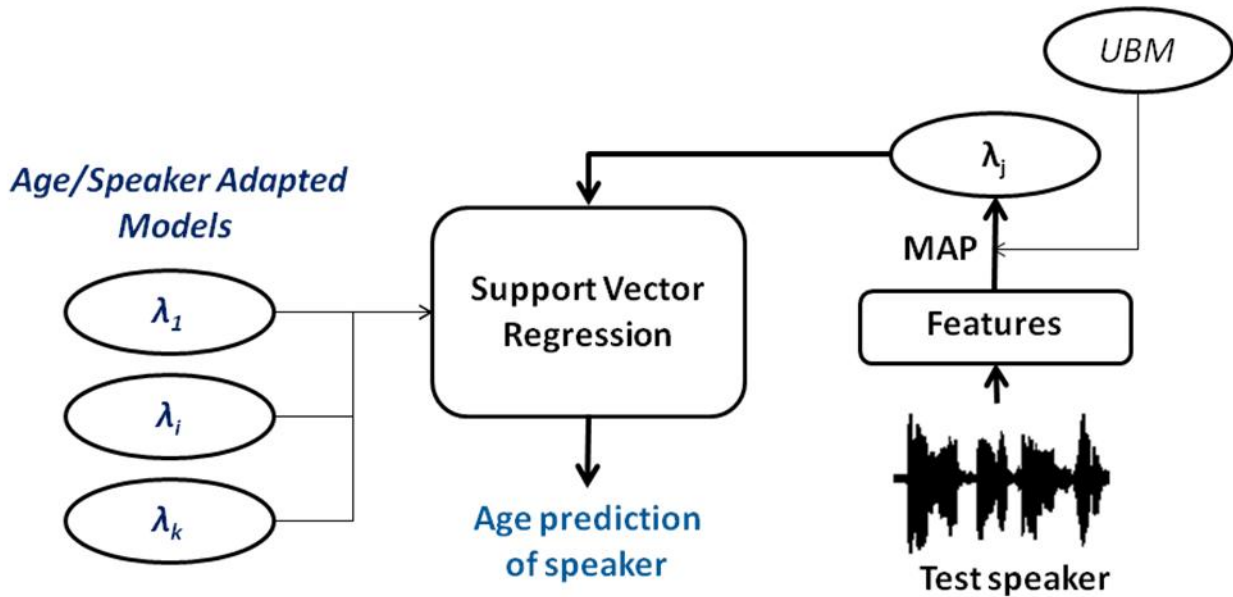 UBM
λj
Age/Speaker Adapted
Models
MAP
Support Vector
Regression
λ1
Features
λi
λk
Age prediction
of speaker
Test speaker